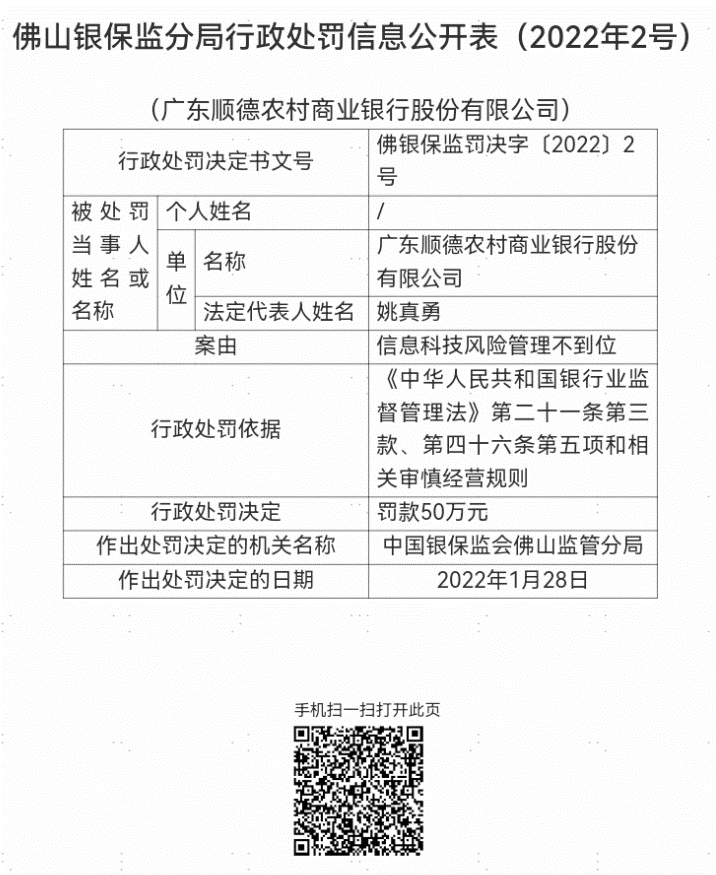 佛山银保监分局行政处罚信息公开表（2022年2号）
（广东顺德农村商业银行股份有限公司）
行政处罚决定书文号
佛银保监罚决字〔2022〕2
号
被处罚
当事人
姓名或
名称
个人姓名
/
单
位
名称
广东顺德农村商业银行股份
有限公司
法定代表人姓名
姚真勇
案由
信息科技风险管理不到位
行政处罚依据
《中华人民共和国银行业监
督管理法》第二十一条第三
款、第四十六条第五项和相
关审慎经营规则
行政处罚决定
罚款50万元
作出处罚决定的机关名称
中国银保监会佛山监管分局
作出处罚决定的日期
2022年1月28日
手机扫一扫打开此页